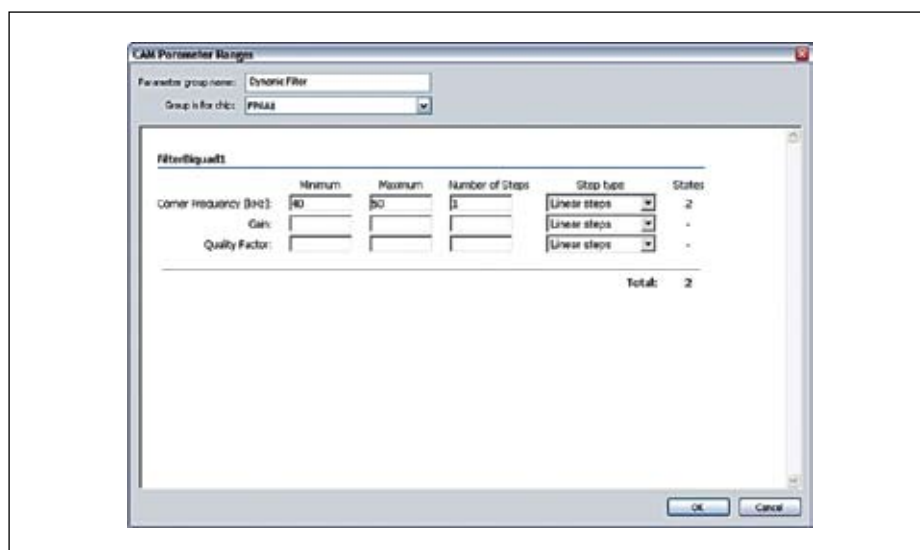 CAM Parameter Ranges
Parameter group name: Dynamic Filter
Group is for chip: FPAA1
FilterBiquad1
Minimum Maximum Number of Steps Step type States
Corner Frequency [kHz]: 40 50 1 Linear steps 2
Gain: Linear steps -
Quality Factor: Linear steps -
Total: 2
OK Cancel